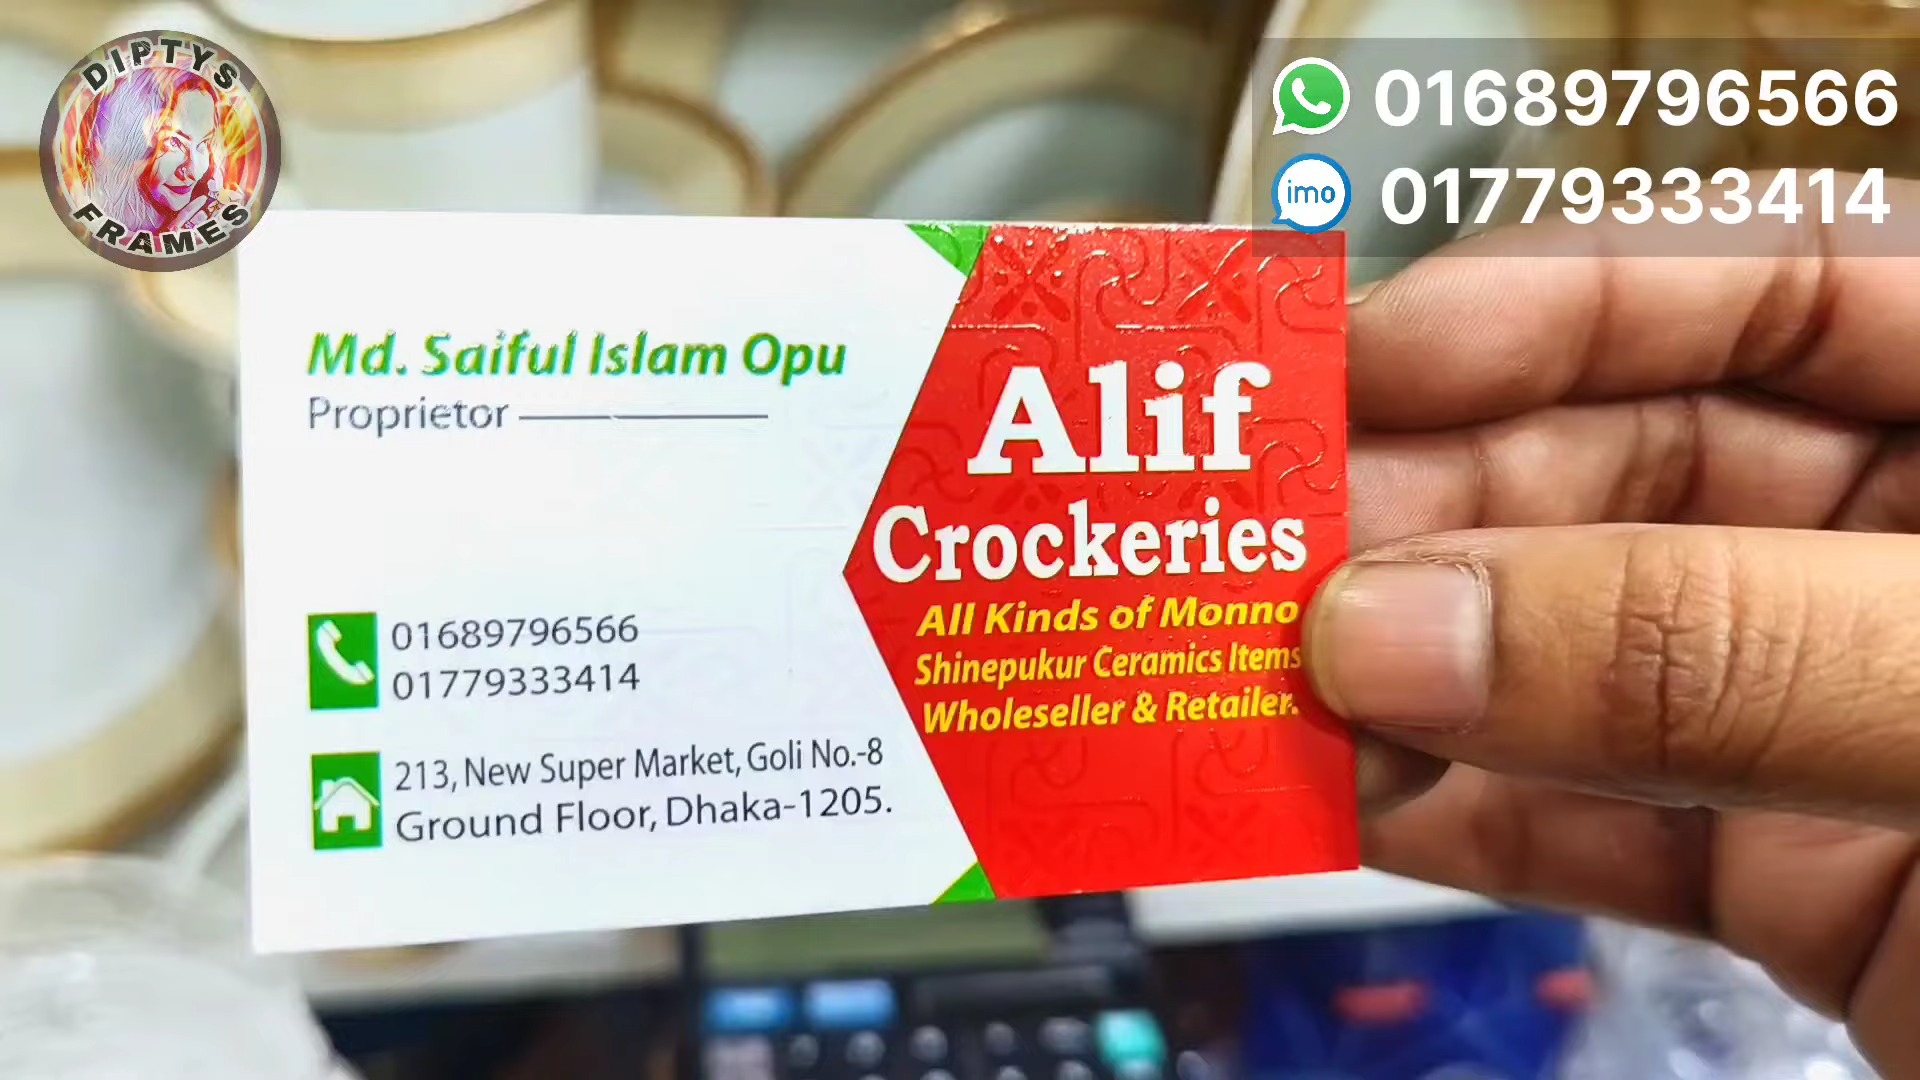 DIPTYS
FRAMES
01689796566
imo 01779333414
Md. Saiful Islam Opu
Proprietor
01689796566
01779333414
213, New Super Market, Goli No.-8
Ground Floor, Dhaka-1205.
Alif
Crockeries
All Kinds of Monno
Shinepukur Ceramics Items
Wholeseller & Retailer.